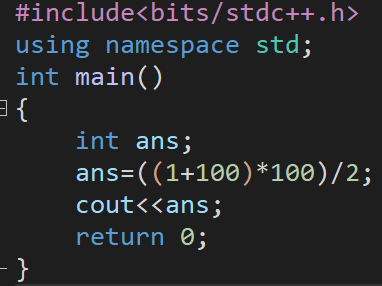 #include<bits/stdc++.h>
using namespace std;
int main()
{
    int ans;
    ans=((1+100)*100)/2;
    cout<<ans;
    return 0;
}